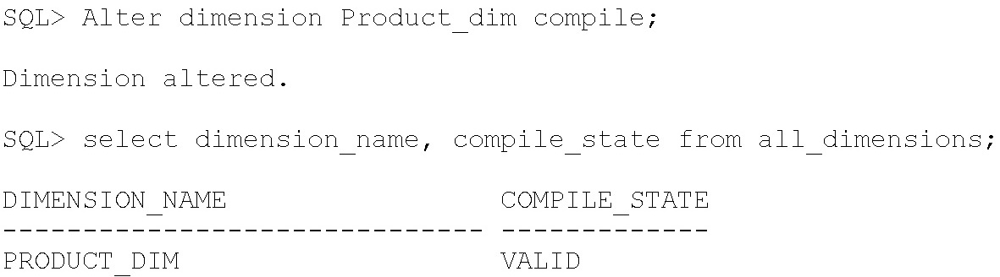 SQL> Alter dimension Product_dim compile;
Dimension altered.
SQL> select dimension_name, compile_state from all_dimensions;
DIMENSION_NAME                 COMPILE_STATE
------------------------------ -------------
PRODUCT_DIM                    VALID